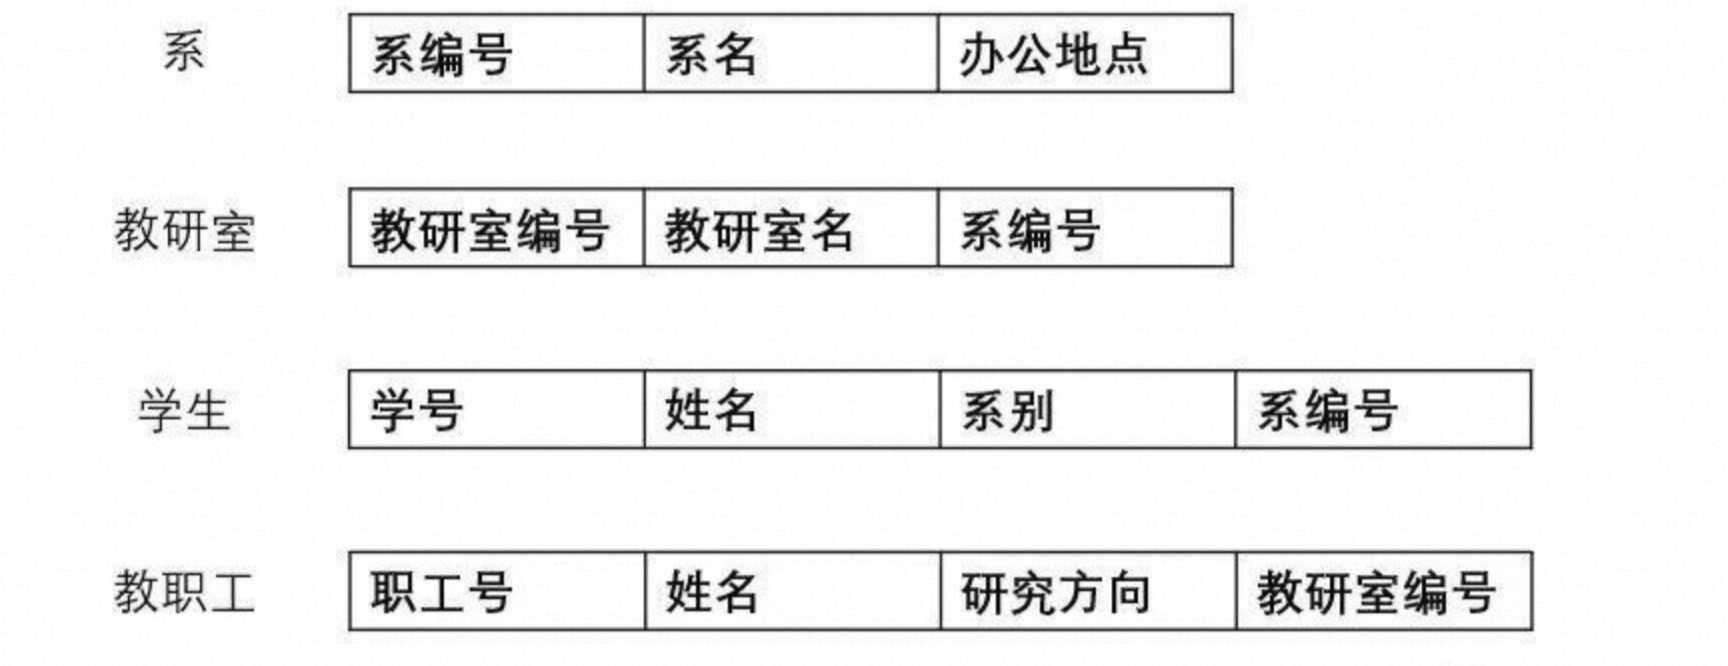 系 系编号 系名 办公地点
教研室 教研室编号 教研室名 系编号
学生 学号 姓名 系别 系编号
教职工 职工号 姓名 研究方向 教研室编号